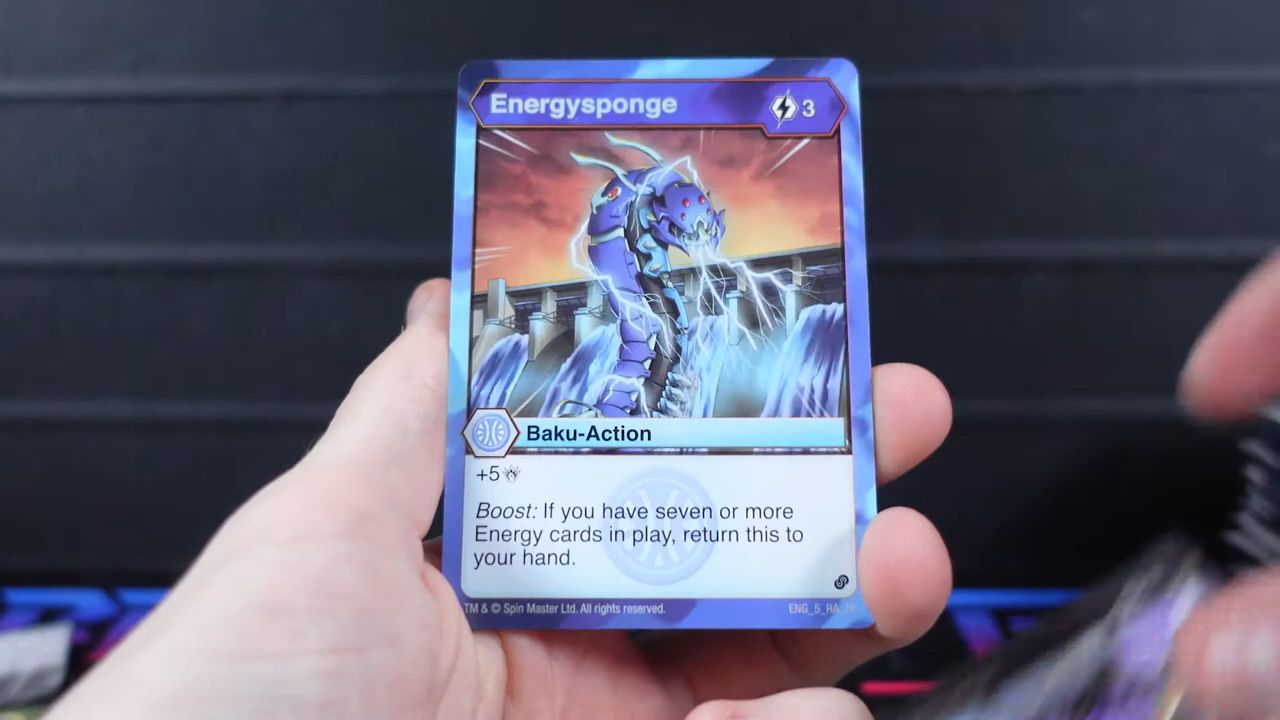 Energysponge
3
Baku-Action
+5
Boost: If you have seven or more
Energy cards in play, return this to
your hand.
TM & © Spin Master Ltd. All rights reserved.
ENG_5_RA